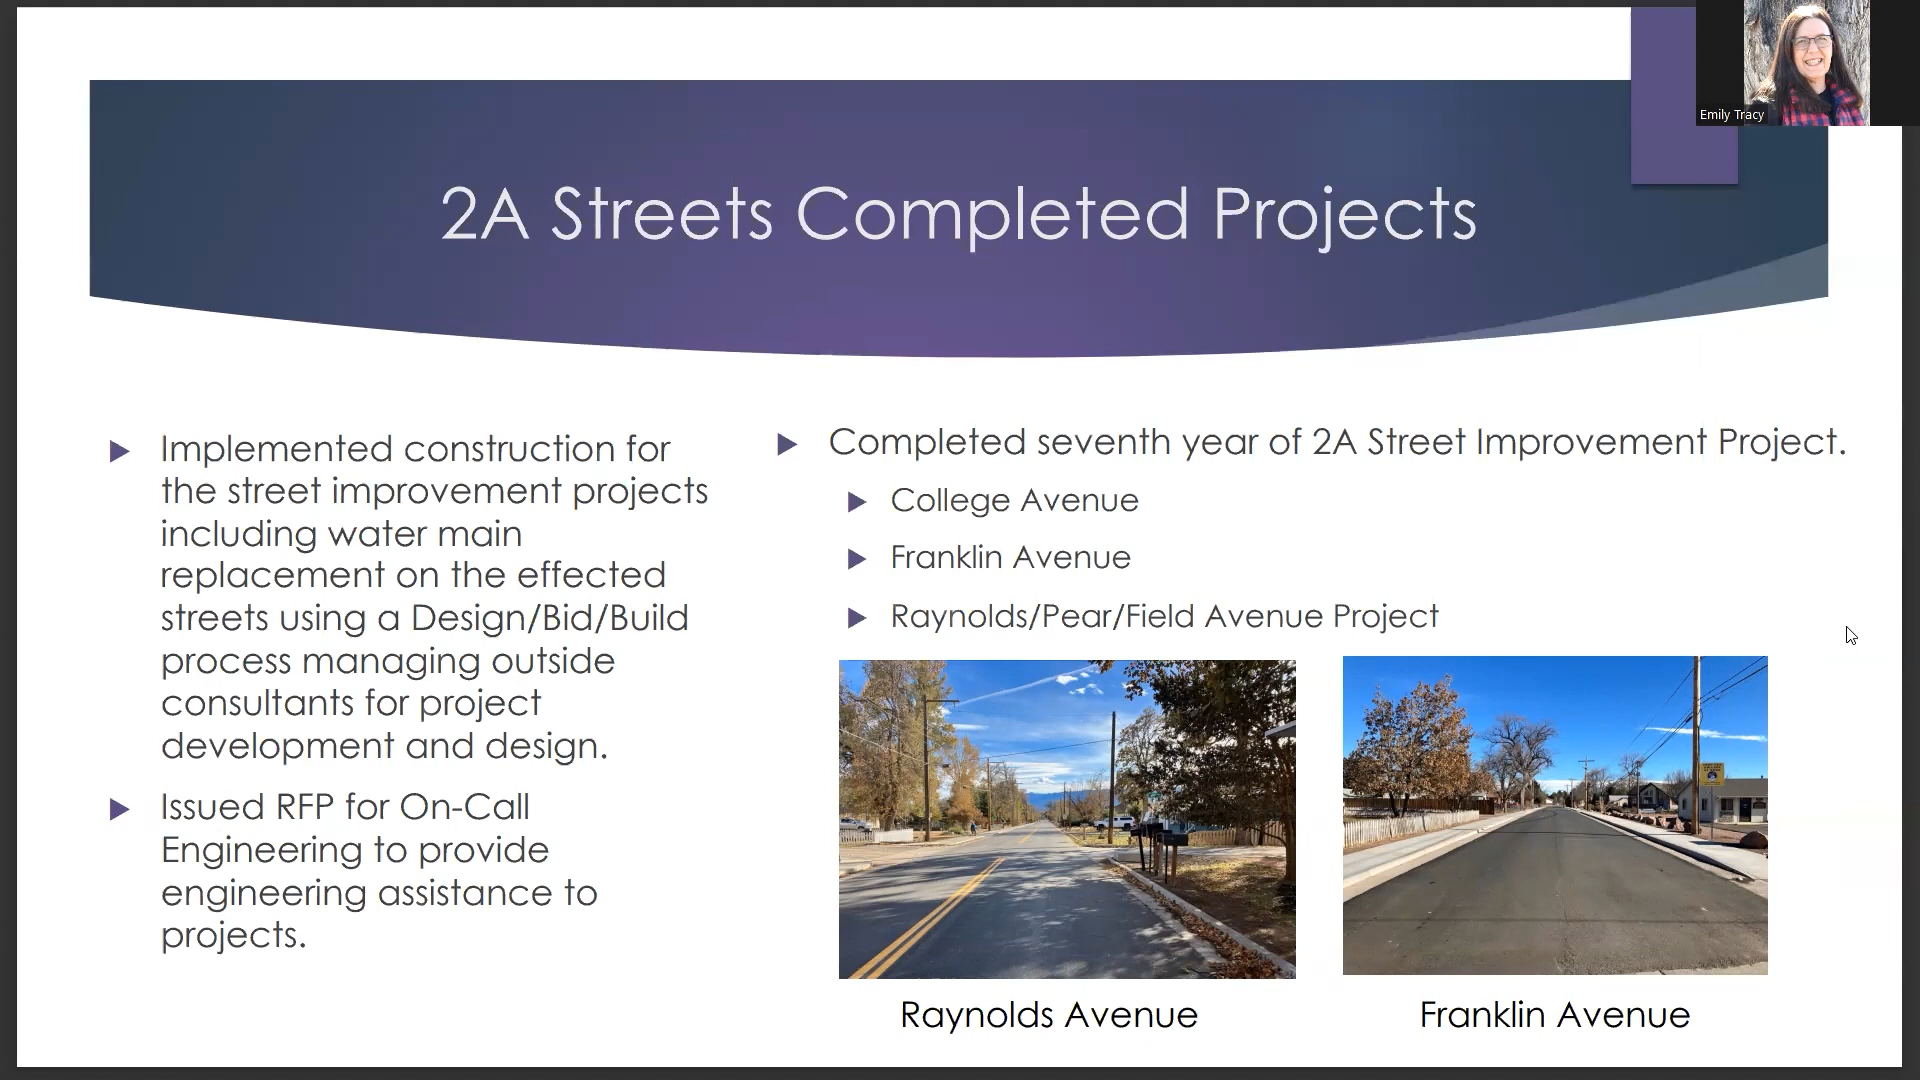 Emily Tracy
2A Streets Completed Projects
Implemented construction for
the street improvement projects
including water main
replacement on the effected
streets using a Design/Bid/Build
process managing outside
consultants for project
development and design.
Issued RFP for On-Call
Engineering to provide
engineering assistance to
projects.
Completed seventh year of 2A Street Improvement Project.
College Avenue
Franklin Avenue
Raynolds/Pear/Field Avenue Project
Raynolds Avenue
Franklin Avenue